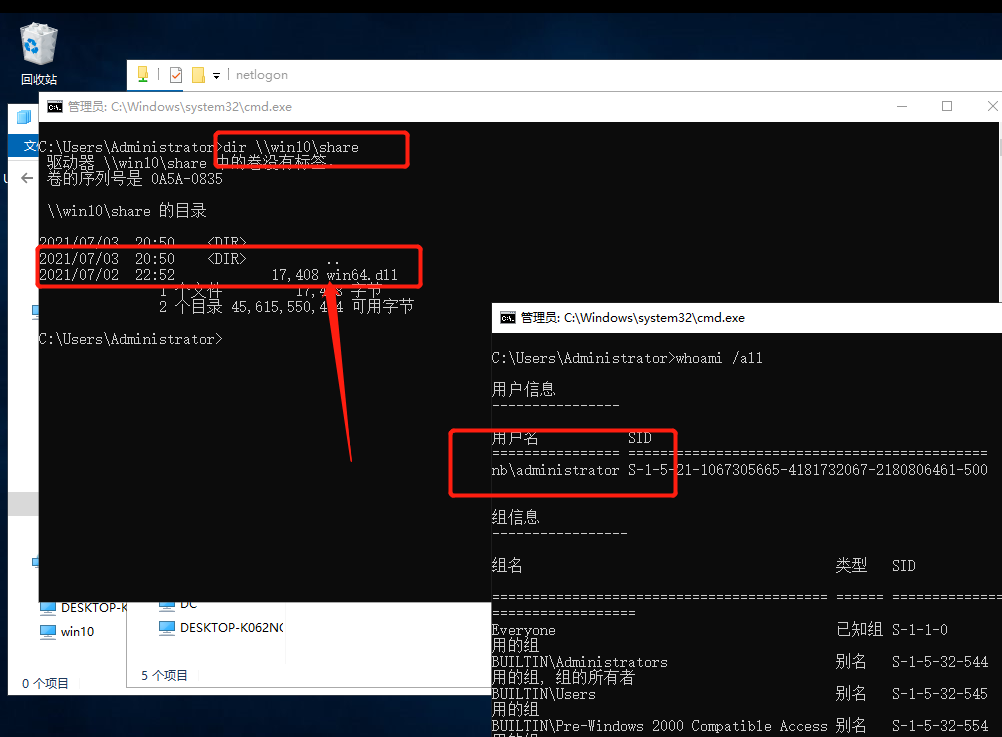 回收站
netlogon
管理员: C:\Windows\system32\cmd.exe
文
C:\Users\Administrator>dir \\win10\share
驱动器 \\win10\share 中的卷没有标签。
卷的序列号是 0A5A-0835
\\win10\share 的目录
2021/07/03 20:50 <DIR>
2021/07/03 20:50 <DIR> ..
2021/07/02 22:52 17,408 win64.dll
1 个文件 17,408 字节
2 个目录 45,615,550, 可用字节
C:\Users\Administrator>
管理员: C:\Windows\system32\cmd.exe
C:\Users\Administrator>whoami /all
用户信息
----------------
用户名 SID
================ =============================================
nb\administrator S-1-5-21-1067305665-4181732067-2180806461-500
组信息
-----------------
组名 类型 SID
Everyone 已知组 S-1-1-0
用的组
BUILTIN\Administrators 别名 S-1-5-32-544
用的组, 组的所有者
BUILTIN\Users 别名 S-1-5-32-545
用的组
BUILTIN\Pre-Windows 2000 Compatible Access 别名 S-1-5-32-554
DESKTOP-K
win10
0 个项目
DC
DESKTOP-K062NC
5 个项目